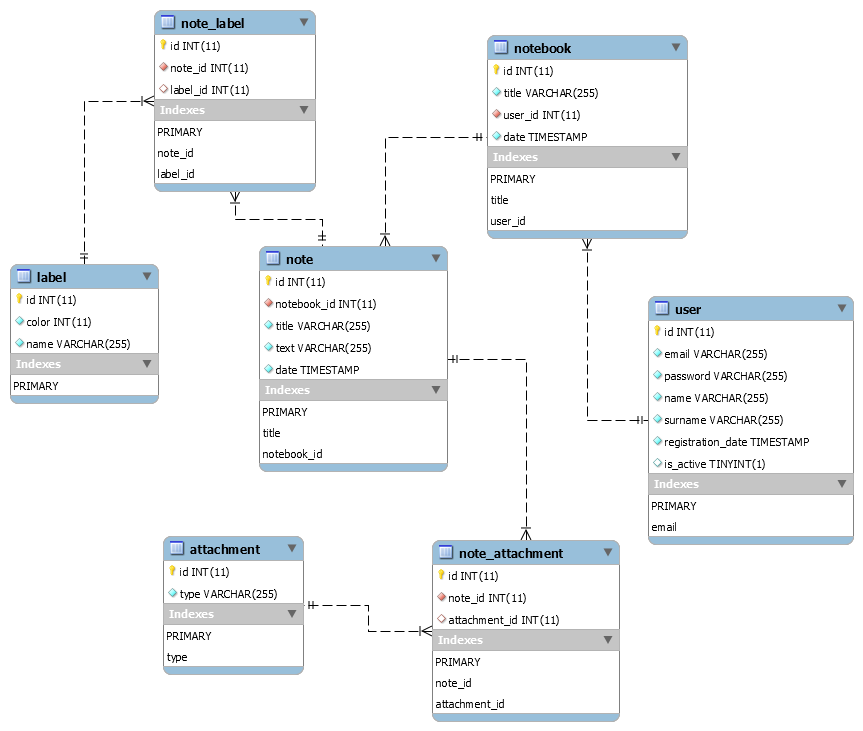 note_label
id INT(11)
note_id INT(11)
label_id INT(11)
Indexes
PRIMARY
note_id
label_id
notebook
id INT(11)
title VARCHAR(255)
user_id INT(11)
date TIMESTAMP
Indexes
PRIMARY
title
user_id
label
id INT(11)
color INT(11)
name VARCHAR(255)
Indexes
PRIMARY
note
id INT(11)
notebook_id INT(11)
title VARCHAR(255)
text VARCHAR(255)
date TIMESTAMP
Indexes
PRIMARY
title
notebook_id
user
id INT(11)
email VARCHAR(255)
password VARCHAR(255)
name VARCHAR(255)
surname VARCHAR(255)
registration_date TIMESTAMP
is_active TINYINT(1)
Indexes
PRIMARY
email
attachment
id INT(11)
type VARCHAR(255)
Indexes
PRIMARY
type
note_attachment
id INT(11)
note_id INT(11)
attachment_id INT(11)
Indexes
PRIMARY
note_id
attachment_id